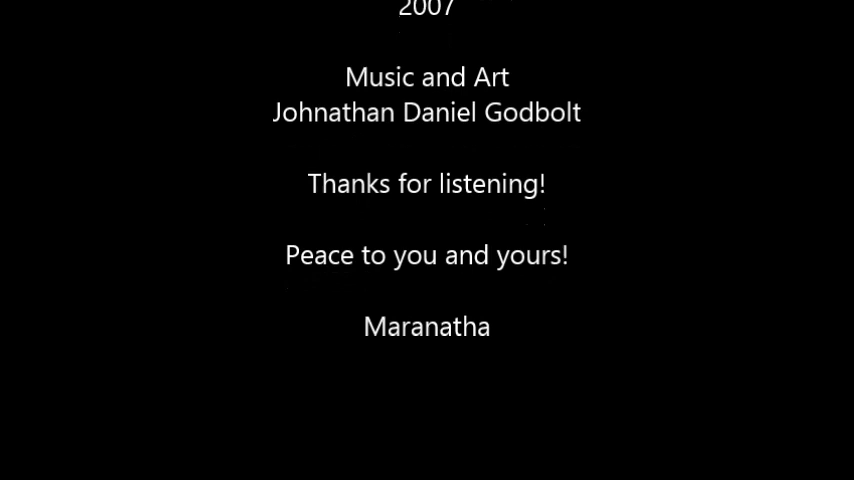 2007
Music and Art
Johnathan Daniel Godbolt
Thanks for listening!
Peace to you and yours!
Maranatha